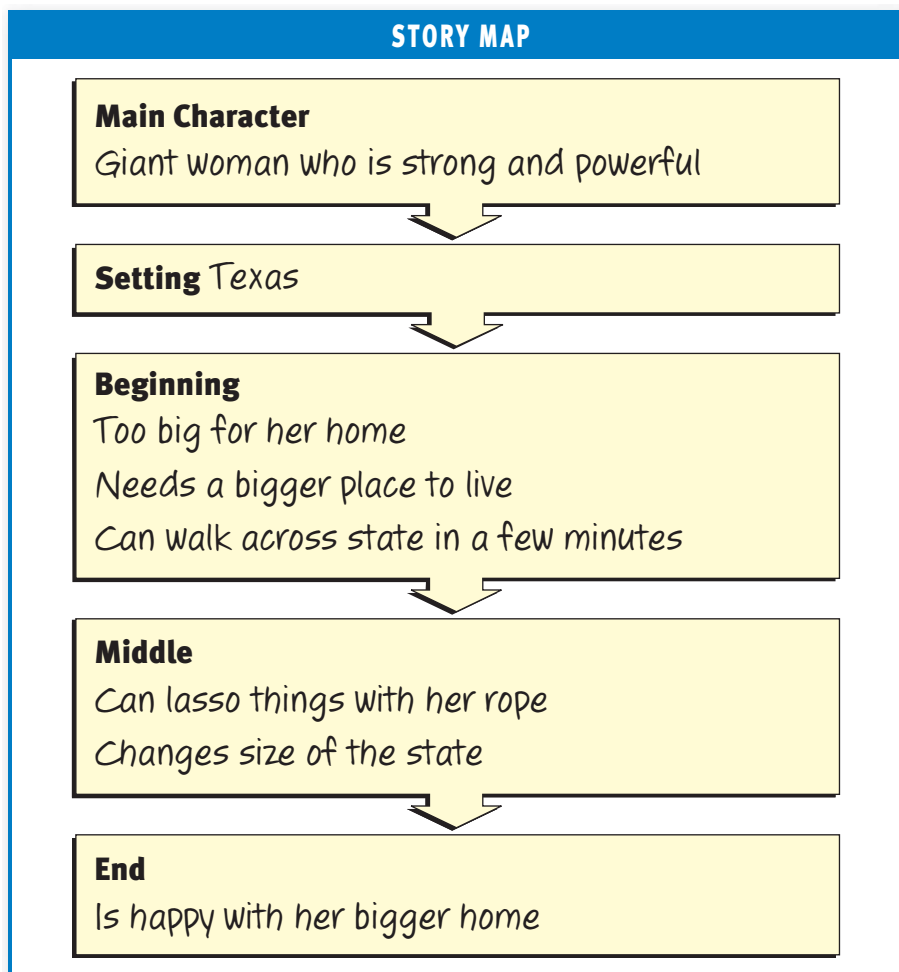 STORY MAP
Main Character
Giant woman who is strong and powerful
Setting Texas
Beginning
Too big for her home
Needs a bigger place to live
Can walk across state in a few minutes
Middle
Can lasso things with her rope
Changes size of the state
End
Is happy with her bigger home